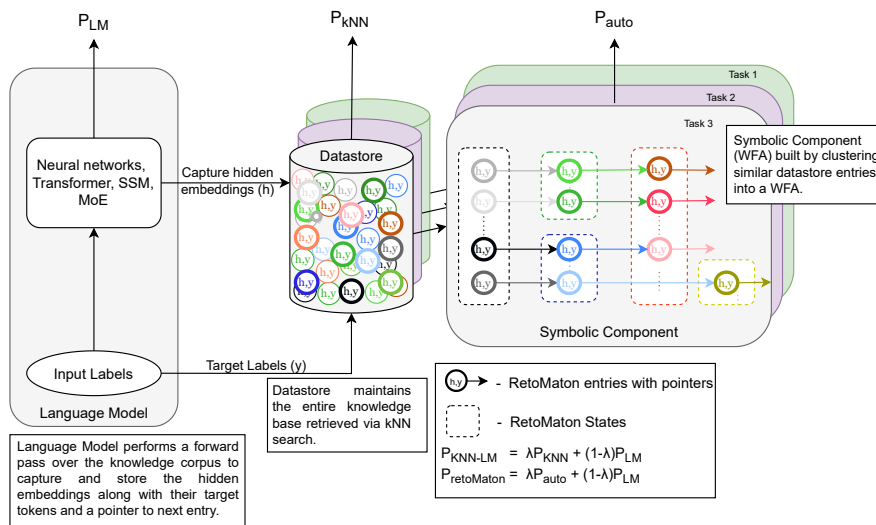 P_LM
P_kNN
P_auto
Task 1
Task 2
Task 3
Neural networks,
Transformer, SSM,
MoE
Capture hidden
embeddings (h)
Datastore
h,y h,y h,y h,y
h,y h,y h,y h,y
h,y h,y h,y h,y
h,y h,y h,y h,y
h,y h,y h,y h,y
h,y h,y h,y h,y
h,y h,y h,y
h,y h,y h,y
h,y h,y h,y
h,y h,y h,y h,y
Symbolic Component
Symbolic Component
(WFA) built by clustering
similar datastore entries
into a WFA.
Input Labels
Target Labels (y)
Language Model
Datastore maintains
the entire knowledge
base retrieved via kNN
search.
h,y - RetoMaton entries with pointers
- RetoMaton States
P_KNN-LM = λP_KNN + (1-λ)P_LM
P_retoMaton = λP_auto + (1-λ)P_LM
Language Model performs a forward
pass over the knowledge corpus to
capture and store the hidden
embeddings along with their target
tokens and a pointer to next entry.